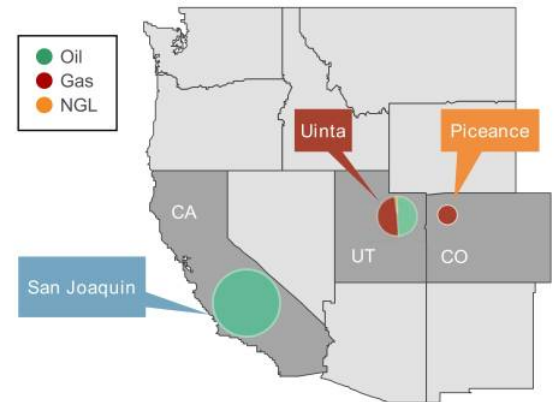 Oil
Gas
NGL
Uinta
Piceance
CA
UT
CO
San Joaquin